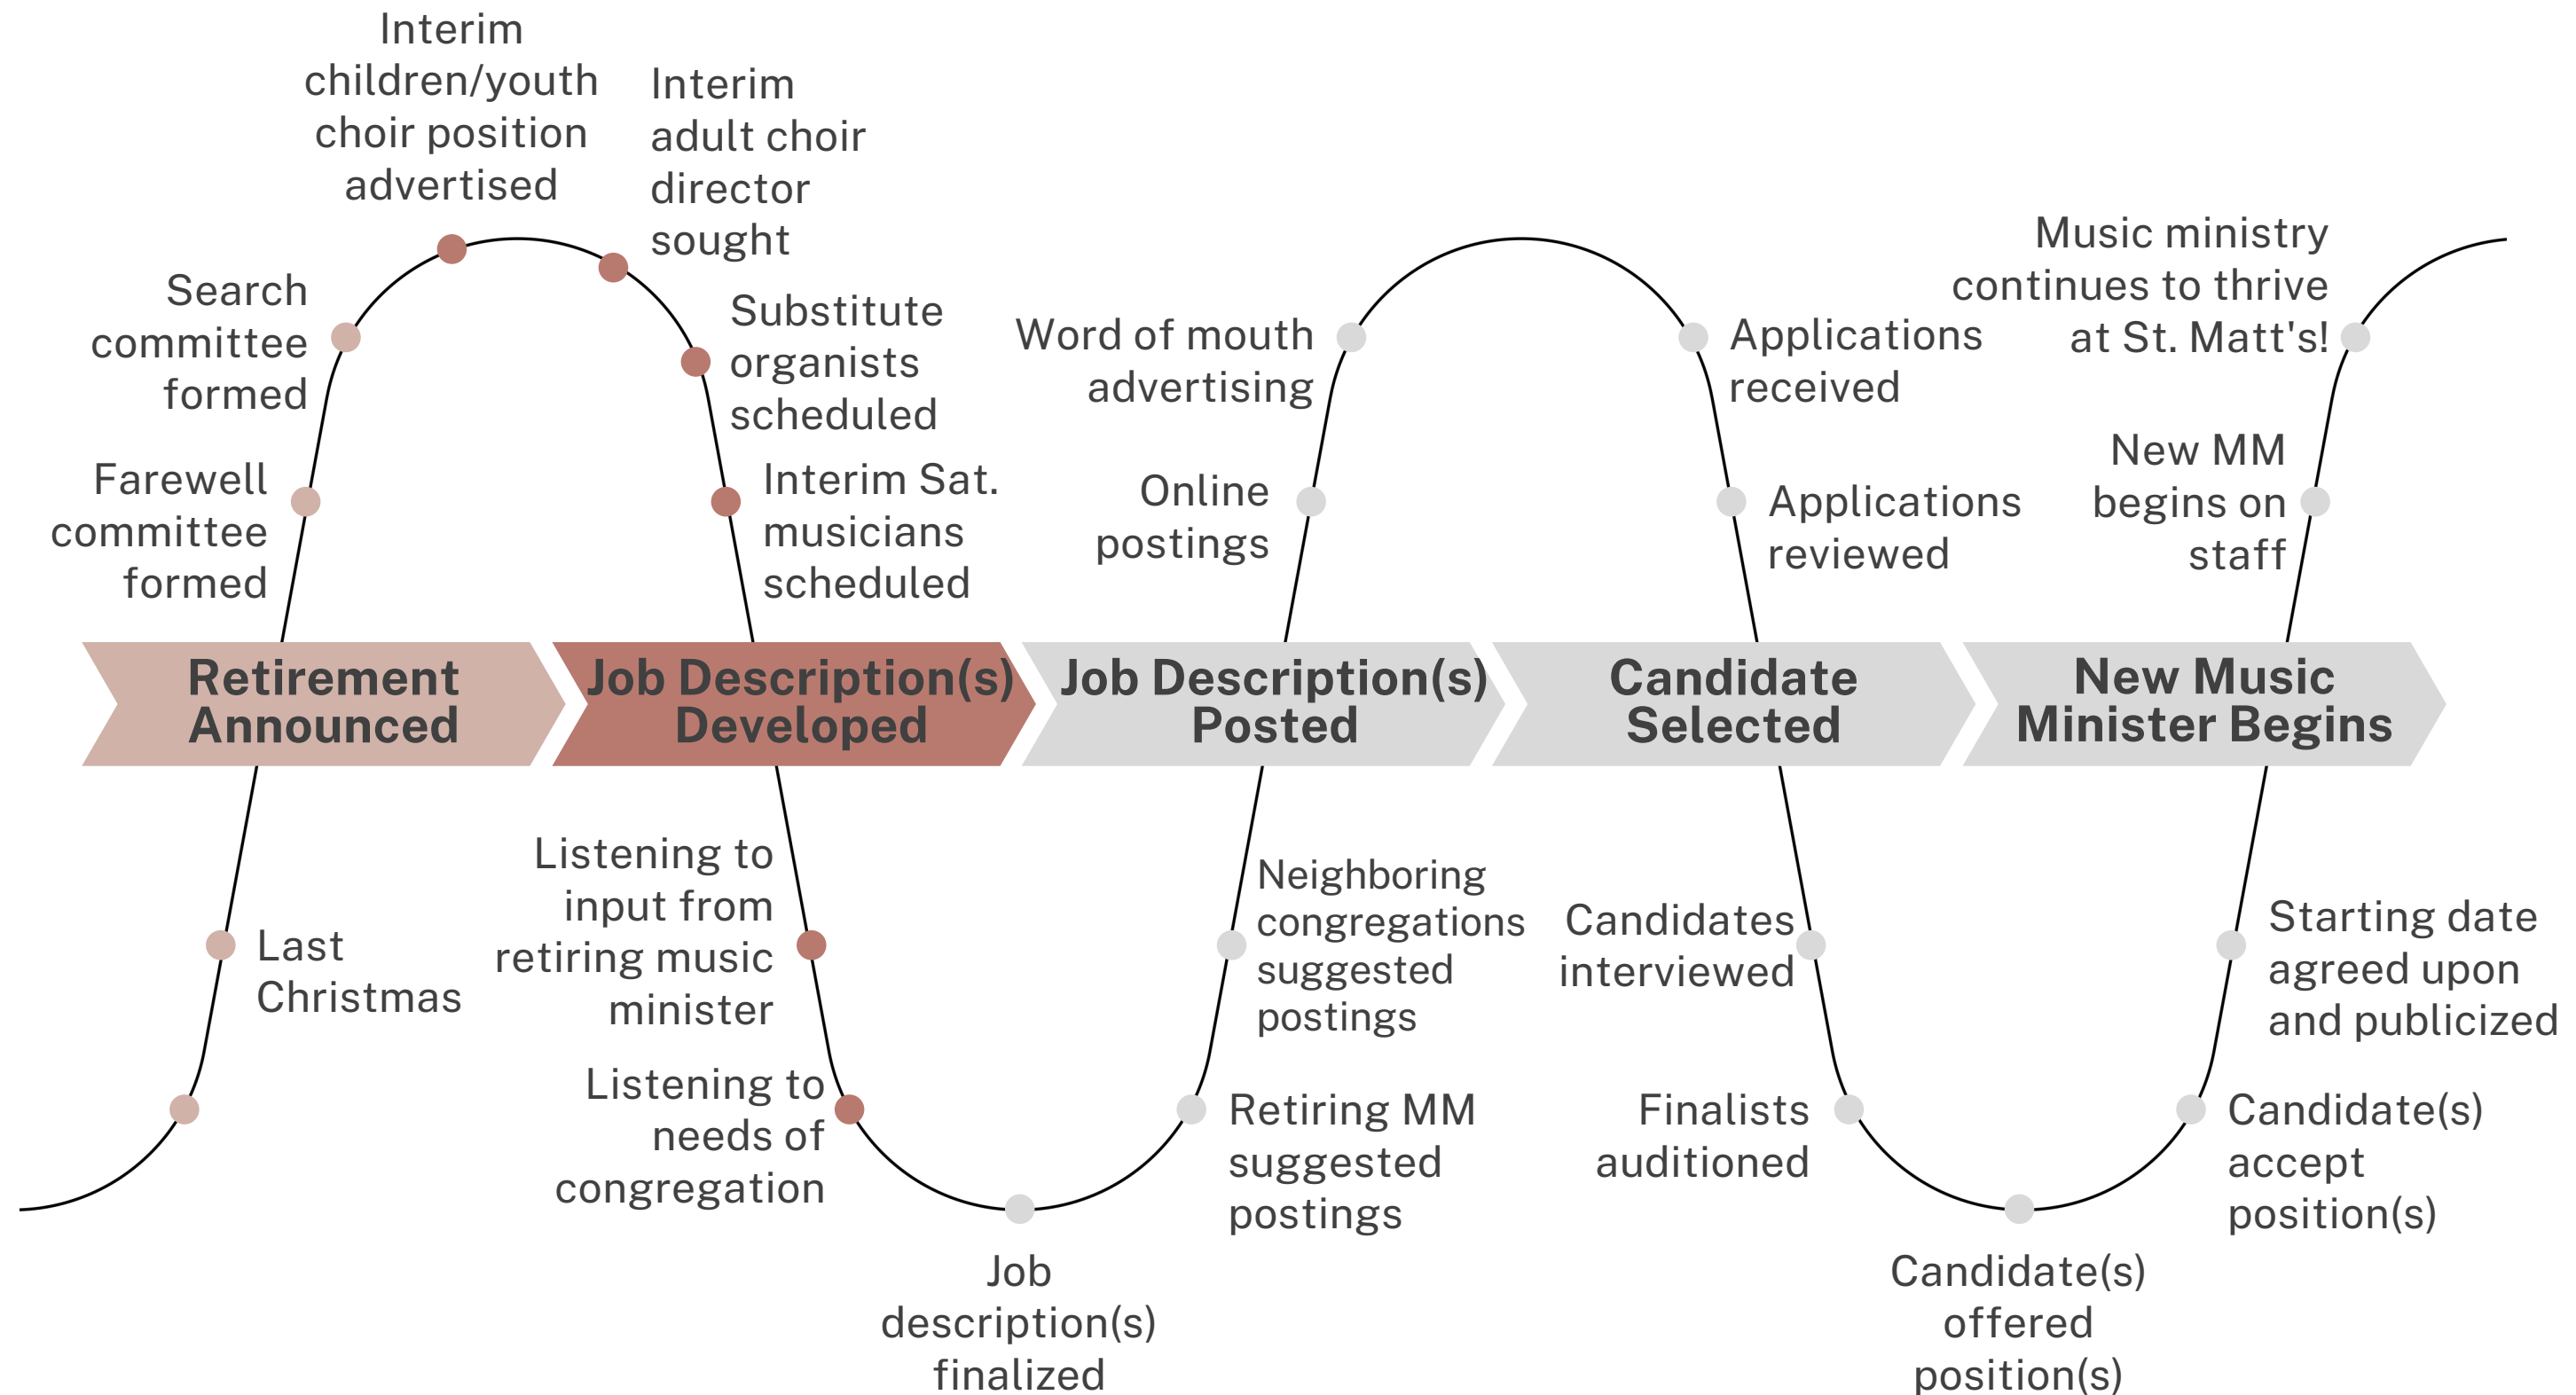 Interim
children/youth
choir position
advertised
Interim
adult choir
director
sought
Search
committee
formed
Substitute
organists
scheduled
Farewell
committee
formed
Interim Sat.
musicians
scheduled
Word of mouth
advertising
Online
postings
Applications
received
Applications
reviewed
Music ministry
continues to thrive
at St. Matt's!
New MM
begins on
staff
Retirement
Announced
Job Description(s)
Developed
Job Description(s)
Posted
Candidate
Selected
New Music
Minister Begins
Last
Christmas
Listening to
input from
retiring music
minister
Listening to
needs of
congregation
Job
description(s)
finalized
Neighboring
congregations
suggested
postings
Retiring MM
suggested
postings
Candidates
interviewed
Finalists
auditioned
Candidate(s)
offered
position(s)
Starting date
agreed upon
and publicized
Candidate(s)
accept
position(s)